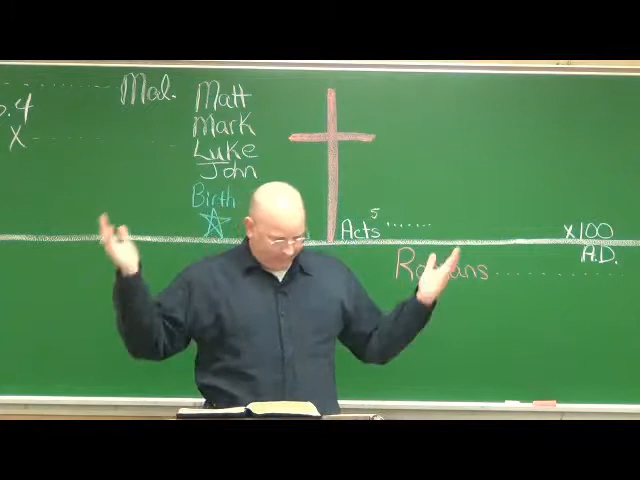 Mal.
.4
X
Matt
Mark
Luke
John
Birth
Acts 5
x100
A.D.
Romans